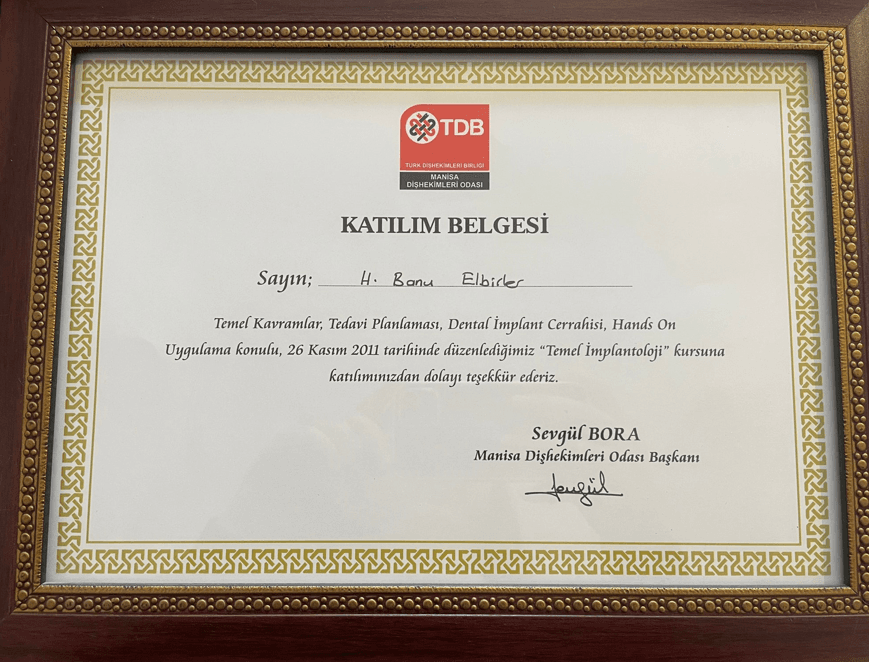 TDB
TÜRK DİŞHEKİMLERİ BİRLİĞİ
MANİSA
DİŞHEKİMLERİ ODASI
KATILIM BELGESİ
Sayın; H. Banu Elbirler
Temel Kavramlar, Tedavi Planlaması, Dental İmplant Cerrahisi, Hands On
Uygulama konulu, 26 Kasım 2011 tarihinde düzenlediğimiz “Temel İmplantoloji” kursuna
katılımınızdan dolayı teşekkür ederiz.
Sevgül BORA
Manisa Dişhekimleri Odası Başkanı
Sevgül